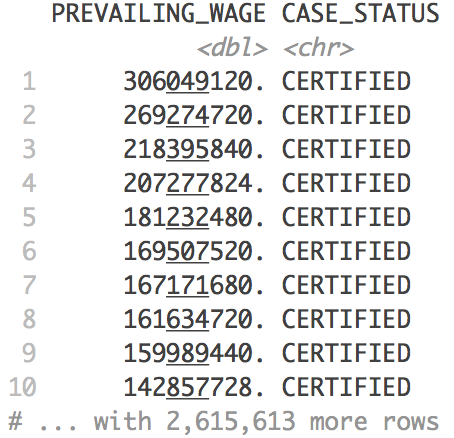 PREVAILING_WAGE CASE_STATUS
<dbl> <chr>
1 306049120. CERTIFIED
2 269274720. CERTIFIED
3 218395840. CERTIFIED
4 207277824. CERTIFIED
5 181232480. CERTIFIED
6 169507520. CERTIFIED
7 167171680. CERTIFIED
8 161634720. CERTIFIED
9 159989440. CERTIFIED
10 142857728. CERTIFIED
# ... with 2,615,613 more rows